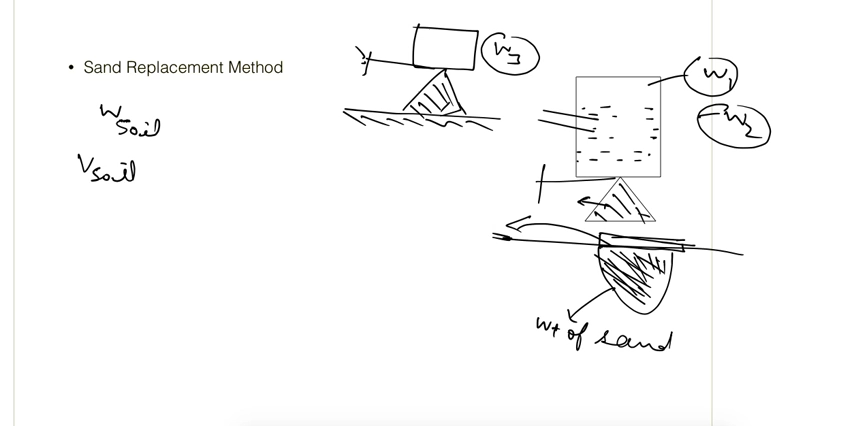 • Sand Replacement Method
W soil
V soil
W3
W1
W2
wt of sand